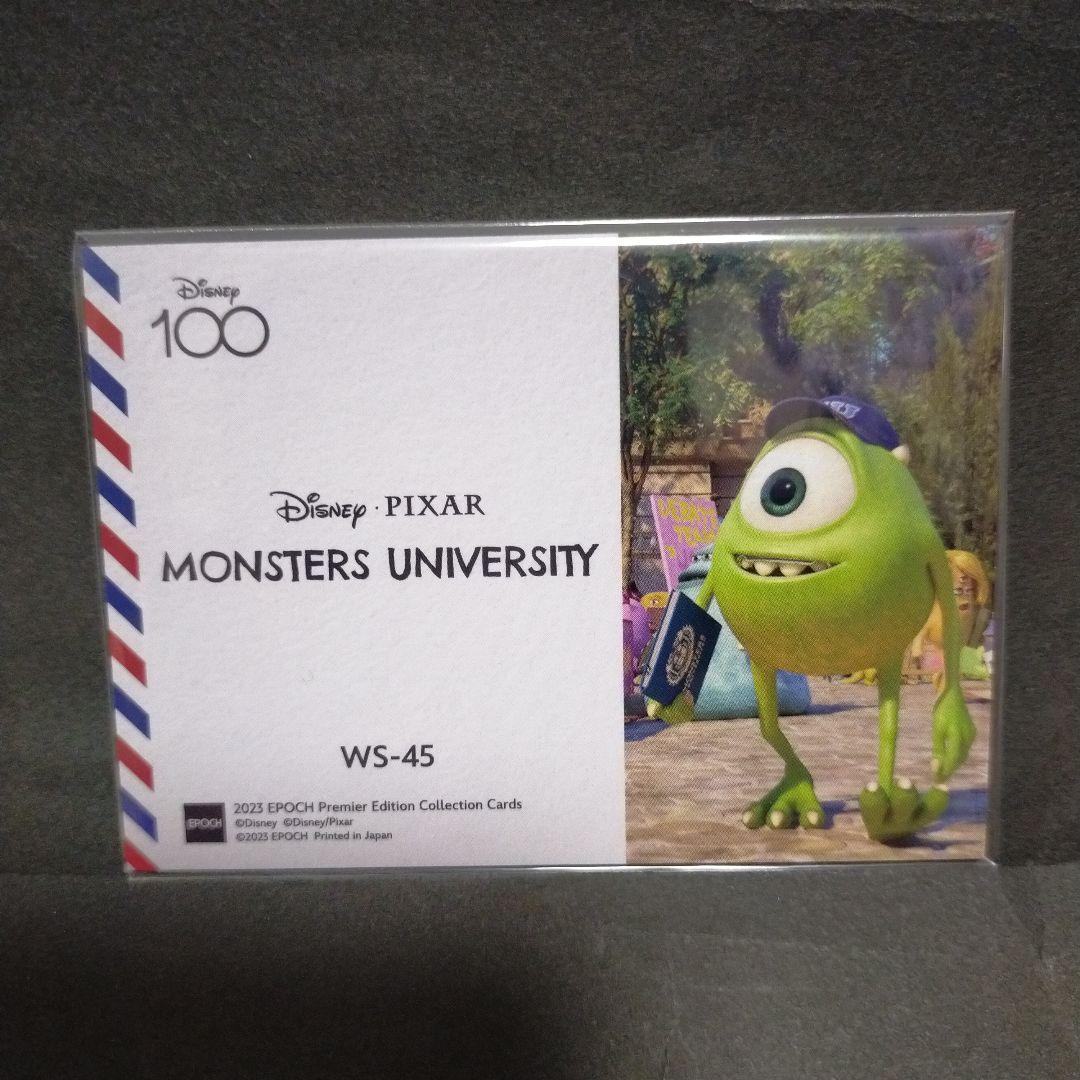 Disney
100
Disney · PIXAR
MONSTERS UNIVERSITY
WS-45
EPOCH
2023 EPOCH Premier Edition Collection Cards
©Disney ©Disney/Pixar
©2023 EPOCH Printed in Japan